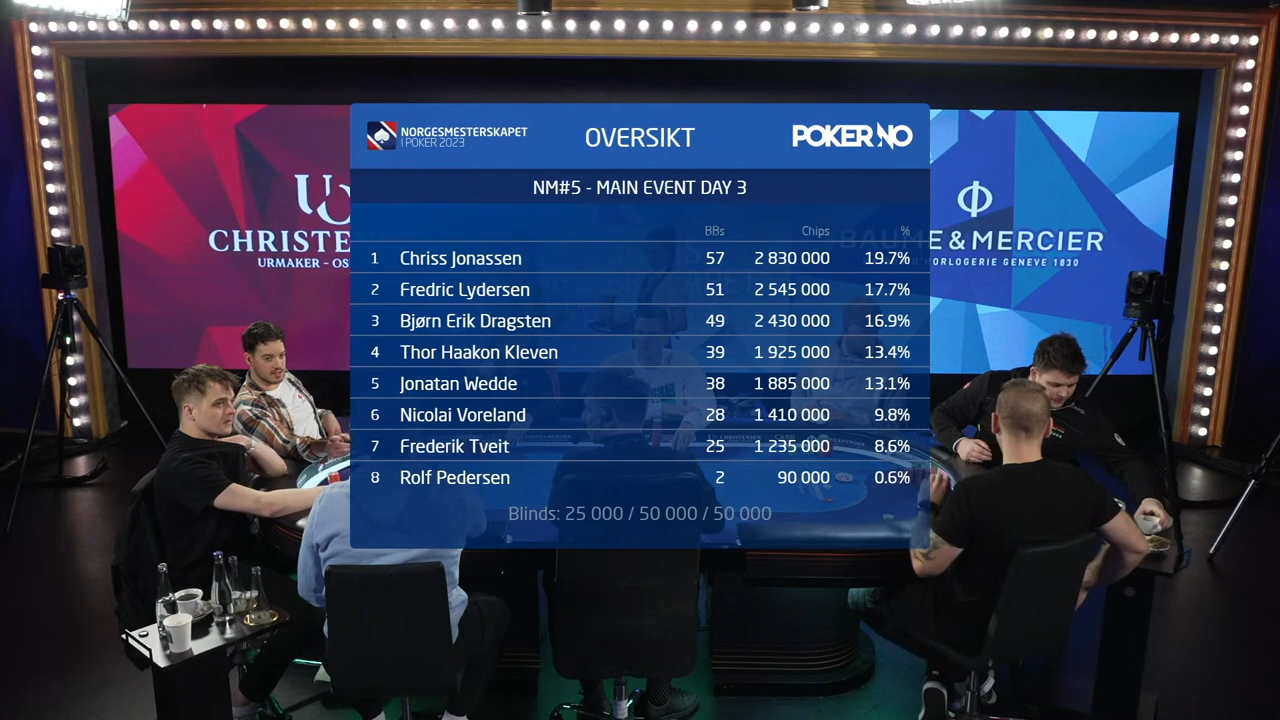 NORGESMESTERSKAPET
I POKER 2023
OVERSIKT
POKER NO
NM#5 - MAIN EVENT DAY 3
BBs Chips %
1 Chriss Jonassen 57 2 830 000 19.7%
2 Fredric Lydersen 51 2 545 000 17.7%
3 Bjørn Erik Dragsten 49 2 430 000 16.9%
4 Thor Haakon Kleven 39 1 925 000 13.4%
5 Jonatan Wedde 38 1 885 000 13.1%
6 Nicolai Voreland 28 1 410 000 9.8%
7 Frederik Tveit 25 1 235 000 8.6%
8 Rolf Pedersen 2 90 000 0.6%
Blinds: 25 000 / 50 000 / 50 000
UC
CHRISTE
URMAKER - OS
BAUME & MERCIER
D'HORLOGERIE GENEVE 1830